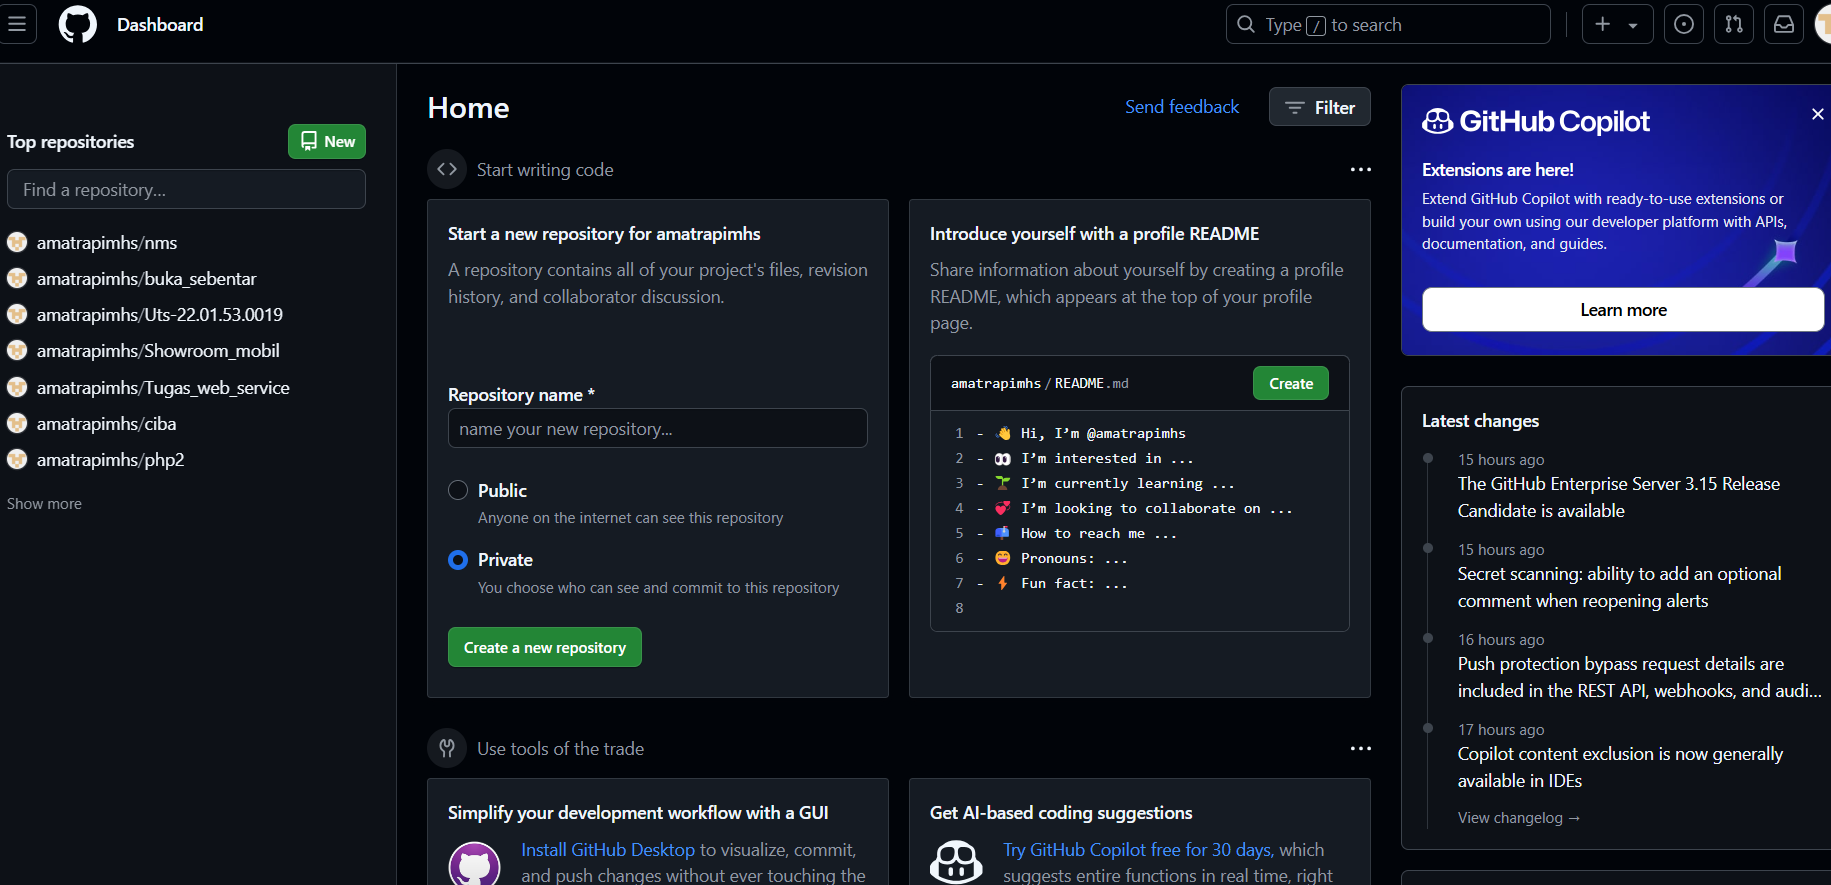 Dashboard
Type / to search
Top repositories
New
Find a repository...
amatrapimhs/nms
amatrapimhs/buka_sebentar
amatrapimhs/Uts-22.01.53.0019
amatrapimhs/Showroom_mobil
amatrapimhs/Tugas_web_service
amatrapimhs/ciba
amatrapimhs/php2
Show more
Home
Send feedback
Filter
Start writing code
Start a new repository for amatrapimhs
A repository contains all of your project's files, revision
history, and collaborator discussion.
Repository name *
name your new repository...
Public
Anyone on the internet can see this repository
Private
You choose who can see and commit to this repository
Create a new repository
Introduce yourself with a profile README
Share information about yourself by creating a profile
README, which appears at the top of your profile
page.
amatrapimhs / README.md
Create
1 - 👋 Hi, I’m @amatrapimhs
2 - 👀 I’m interested in ...
3 - 🌱 I’m currently learning ...
4 - 💞️ I’m looking to collaborate on ...
5 - 📫 How to reach me ...
6 - 😄 Pronouns: ...
7 - ⚡ Fun fact: ...
8
Use tools of the trade
Simplify your development workflow with a GUI
Install GitHub Desktop to visualize, commit,
and push changes without ever touching the
Get AI-based coding suggestions
Try GitHub Copilot free for 30 days, which
suggests entire functions in real time, right
GitHub Copilot
Extensions are here!
Extend GitHub Copilot with ready-to-use extensions or
build your own using our developer platform with APIs,
documentation, and guides.
Learn more
Latest changes
15 hours ago
The GitHub Enterprise Server 3.15 Release
Candidate is available
15 hours ago
Secret scanning: ability to add an optional
comment when reopening alerts
16 hours ago
Push protection bypass request details are
included in the REST API, webhooks, and audi...
17 hours ago
Copilot content exclusion is now generally
available in IDEs
View changelog →